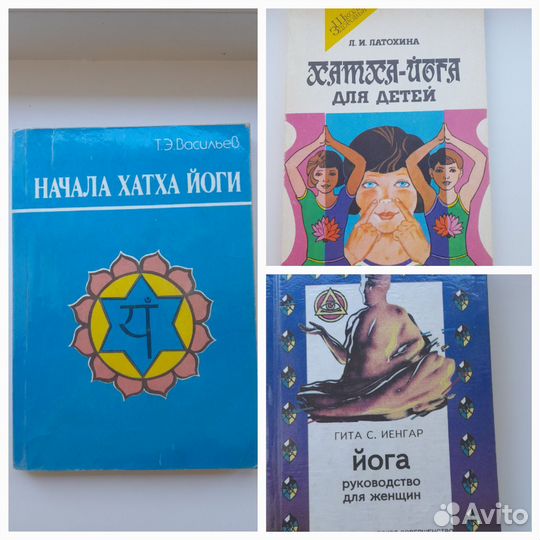 Т.Э.Васильев
НАЧАЛА ХАТХА ЙОГИ
यं
Л. И. ЛАТОХИНА
ХАТХА-ЙОГА
ДЛЯ ДЕТЕЙ
ГИТА С. ИЕНГАР
йога
руководство
для женщин
Avito